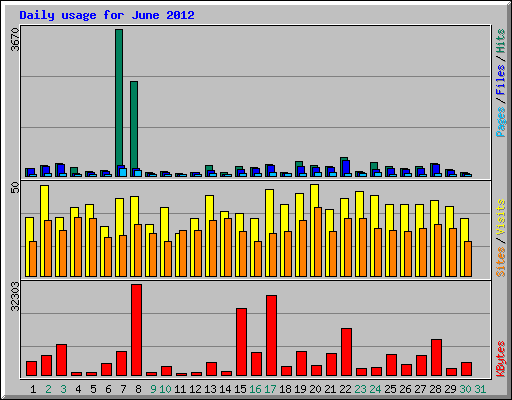 Daily usage for June 2012
3670
Pages / Files / Hits
50
Sites / Visits
32303
KBytes
1 2 3 4 5 6 7 8 9 10 11 12 13 14 15 16 17 18 19 20 21 22 23 24 25 26 27 28 29 30 31